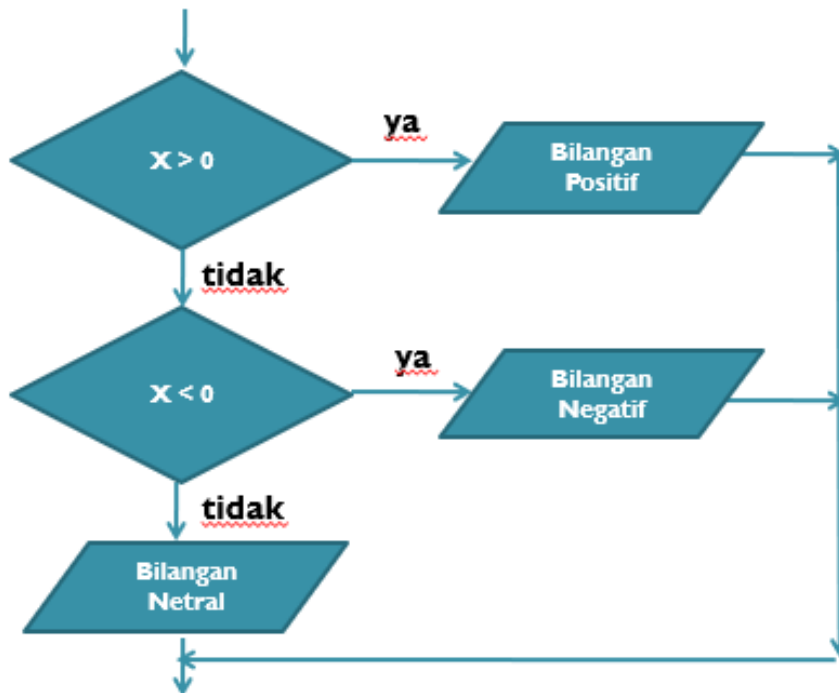 X > 0
ya
Bilangan
Positif
tidak
X < 0
ya
Bilangan
Negatif
tidak
Bilangan
Netral